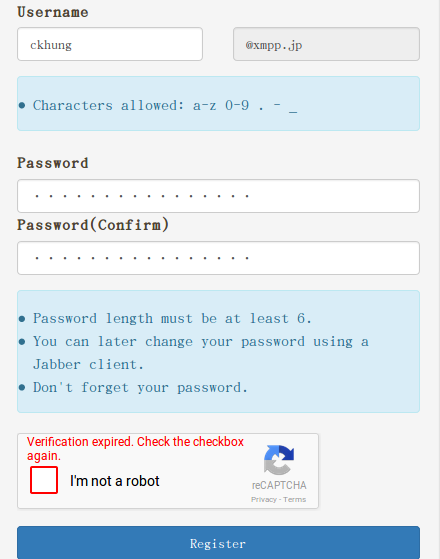 Username
ckhung @xmpp.jp
● Characters allowed: a-z 0-9 . - _
Password
················
Password(Confirm)
················
● Password length must be at least 6.
● You can later change your password using a
Jabber client.
● Don't forget your password.
Verification expired. Check the checkbox
again.
I'm not a robot
reCAPTCHA
Privacy - Terms
Register